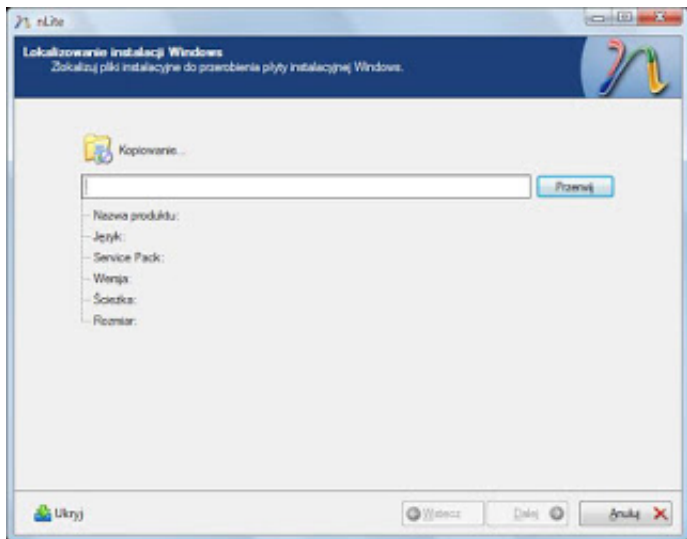 nLite
Lokalizowanie instalacji Windows
Zlokalizuj pliki instalacyjne do przerobienia płyty instalacyjnej Windows.
Kopiowanie...
Przerwij
Nazwa produktu:
Język:
Service Pack:
Wersja:
Ścieżka:
Rozmiar:
Ukryj
Wstecz
Dalej
Anuluj